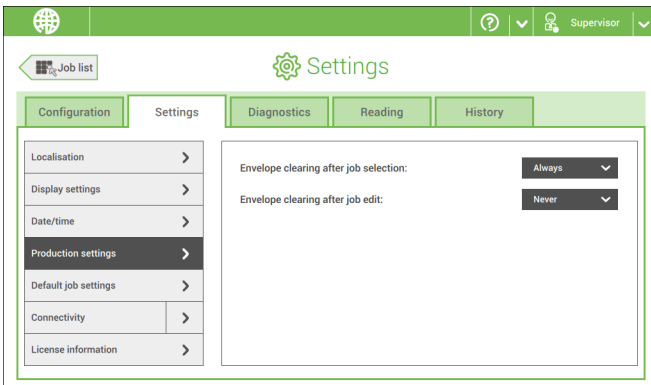 Supervisor
Job list
Settings
Configuration
Settings
Diagnostics
Reading
History
Localisation
Display settings
Date/time
Production settings
Default job settings
Connectivity
License information
Envelope clearing after job selection:
Always
Envelope clearing after job edit:
Never